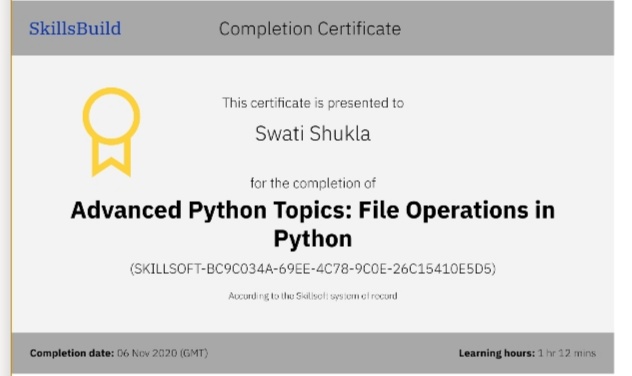 SkillsBuild Completion Certificate
This certificate is presented to
Swati Shukla
for the completion of
Advanced Python Topics: File Operations in
Python
(SKILLSOFT-BC9C034A-69EE-4C78-9C0E-26C15410E5D5)
According to the Skillsoft system of record
Completion date: 06 Nov 2020 (GMT) Learning hours: 1 hr 12 mins